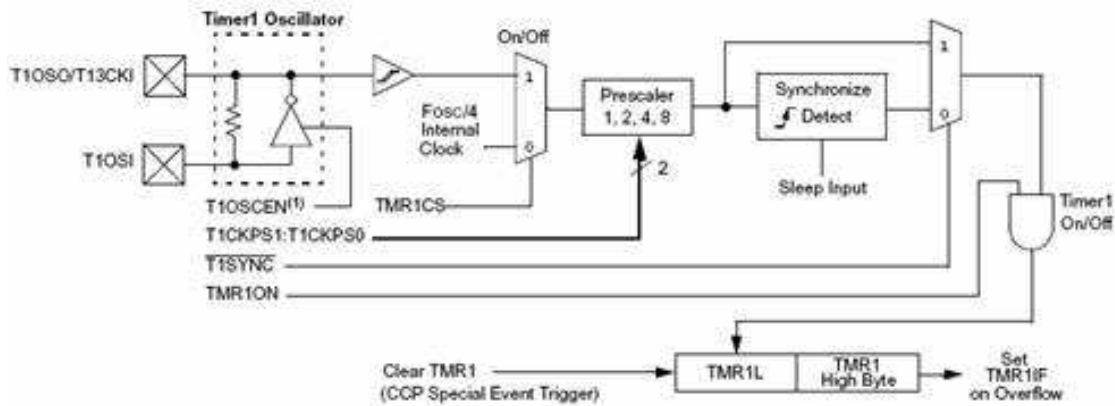 Timer1 Oscillator
On/Off
T1OSO/T13CKI
1
1
Prescaler
1, 2, 4, 8
Synchronize
Detect
FOSC/4
Internal
Clock
0
0
T1OSI
2
Sleep Input
T1OSCEN(1)
TMR1CS
Timer1
On/Off
T1CKPS1:T1CKPS0
T1SYNC
TMR1ON
Clear TMR1
(CCP Special Event Trigger)
TMR1L
TMR1
High Byte
Set
TMR1IF
on Overflow